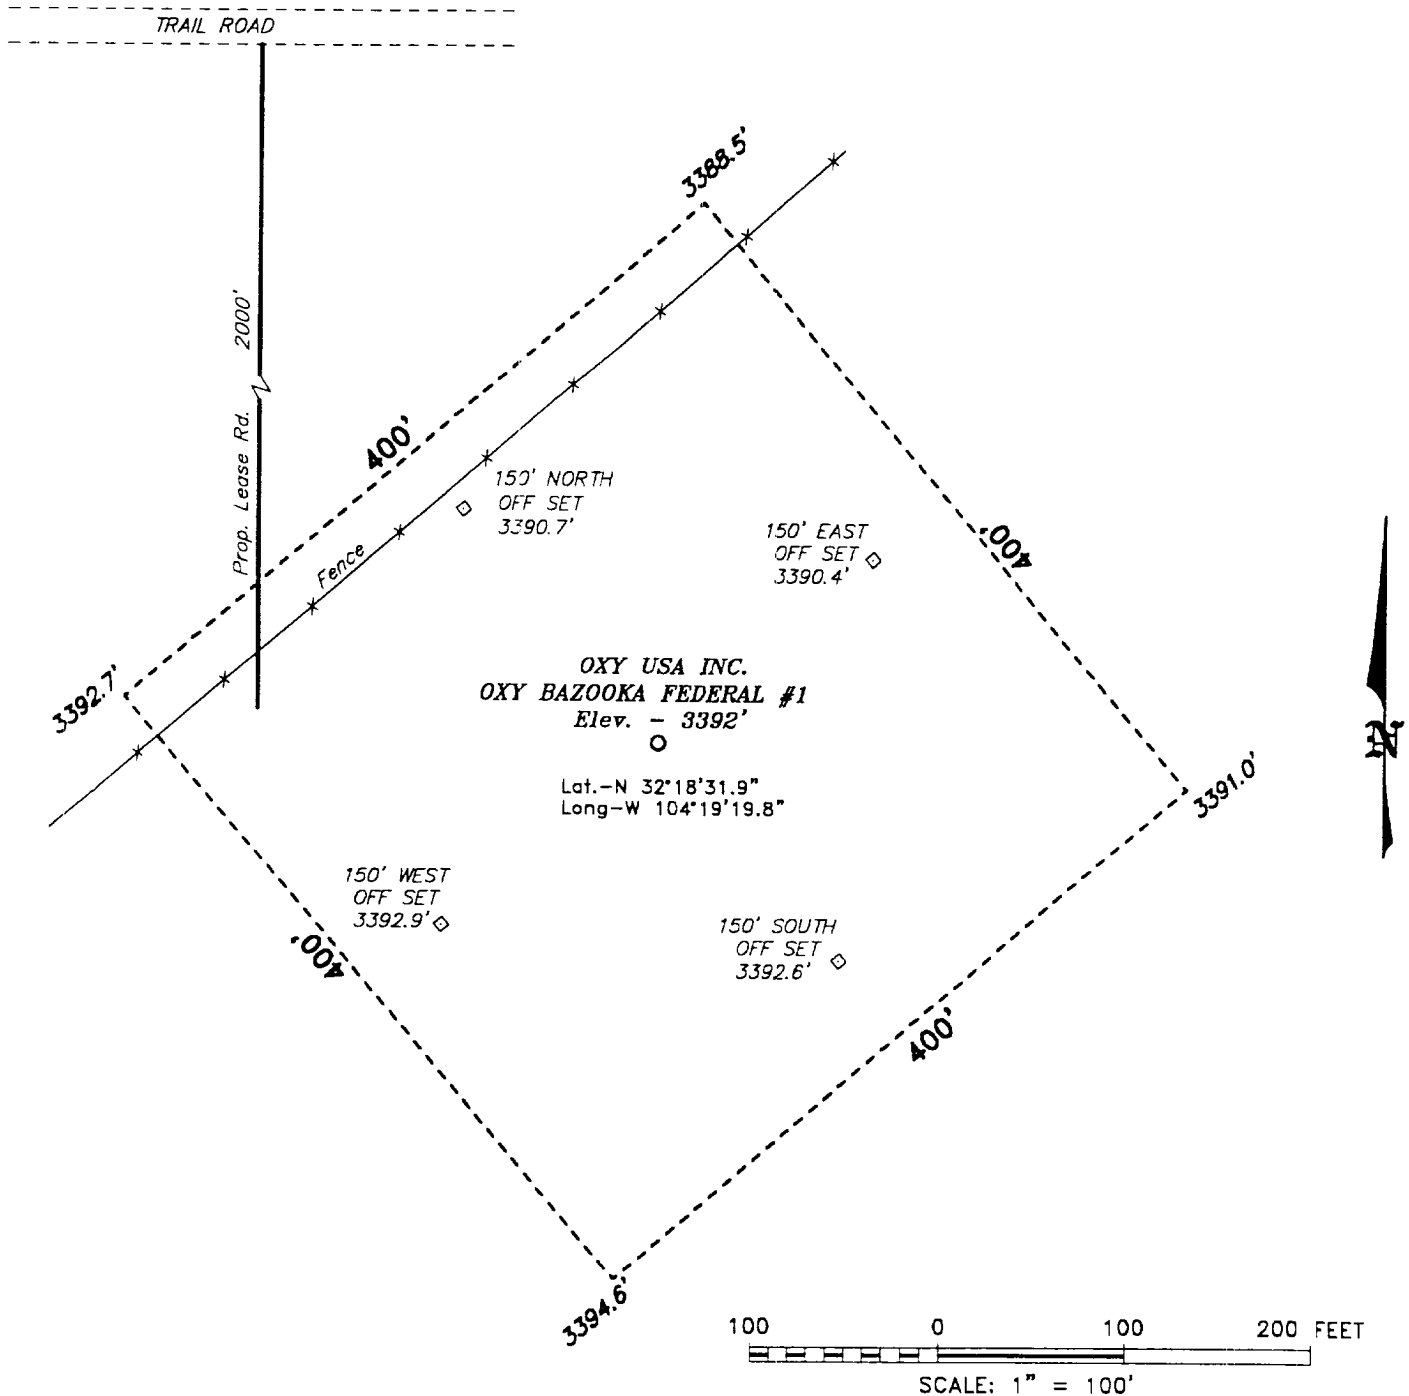 TRAIL ROAD
3388.5'
Prop. Lease Rd. 2000'
400'
150' NORTH
OFF SET
3390.7'
Fence
150' EAST
OFF SET
3390.4'
400'
3392.7'
OXY USA INC.
OXY BAZOOKA FEDERAL #1
Elev. - 3392'
Lat.-N 32°18'31.9"
Long-W 104°19'19.8"
N
3391.0'
150' WEST
OFF SET
3392.9'
400'
150' SOUTH
OFF SET
3392.6'
400'
3394.6'
100 0 100 200 FEET
SCALE: 1" = 100'